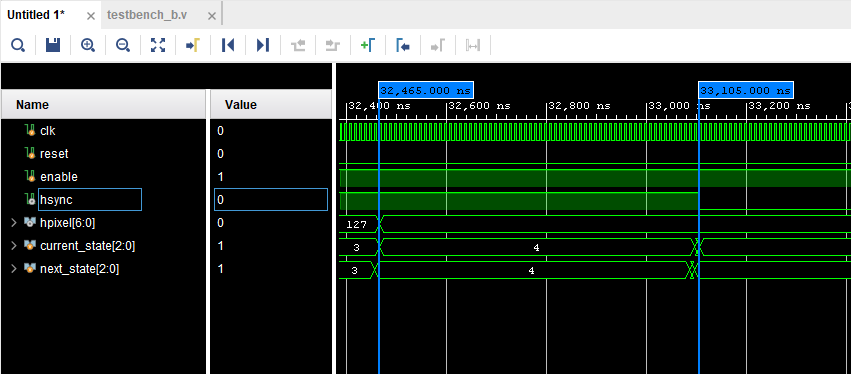 Untitled 1*
testbench_b.v
32,465.000 ns
33,105.000 ns
Name
Value
32,400 ns
32,600 ns
32,800 ns
33,000 ns
33,200 ns
clk
0
reset
0
enable
1
hsync
0
hpixel[6:0]
0
127
current_state[2:0]
1
3
4
next_state[2:0]
1
3
4